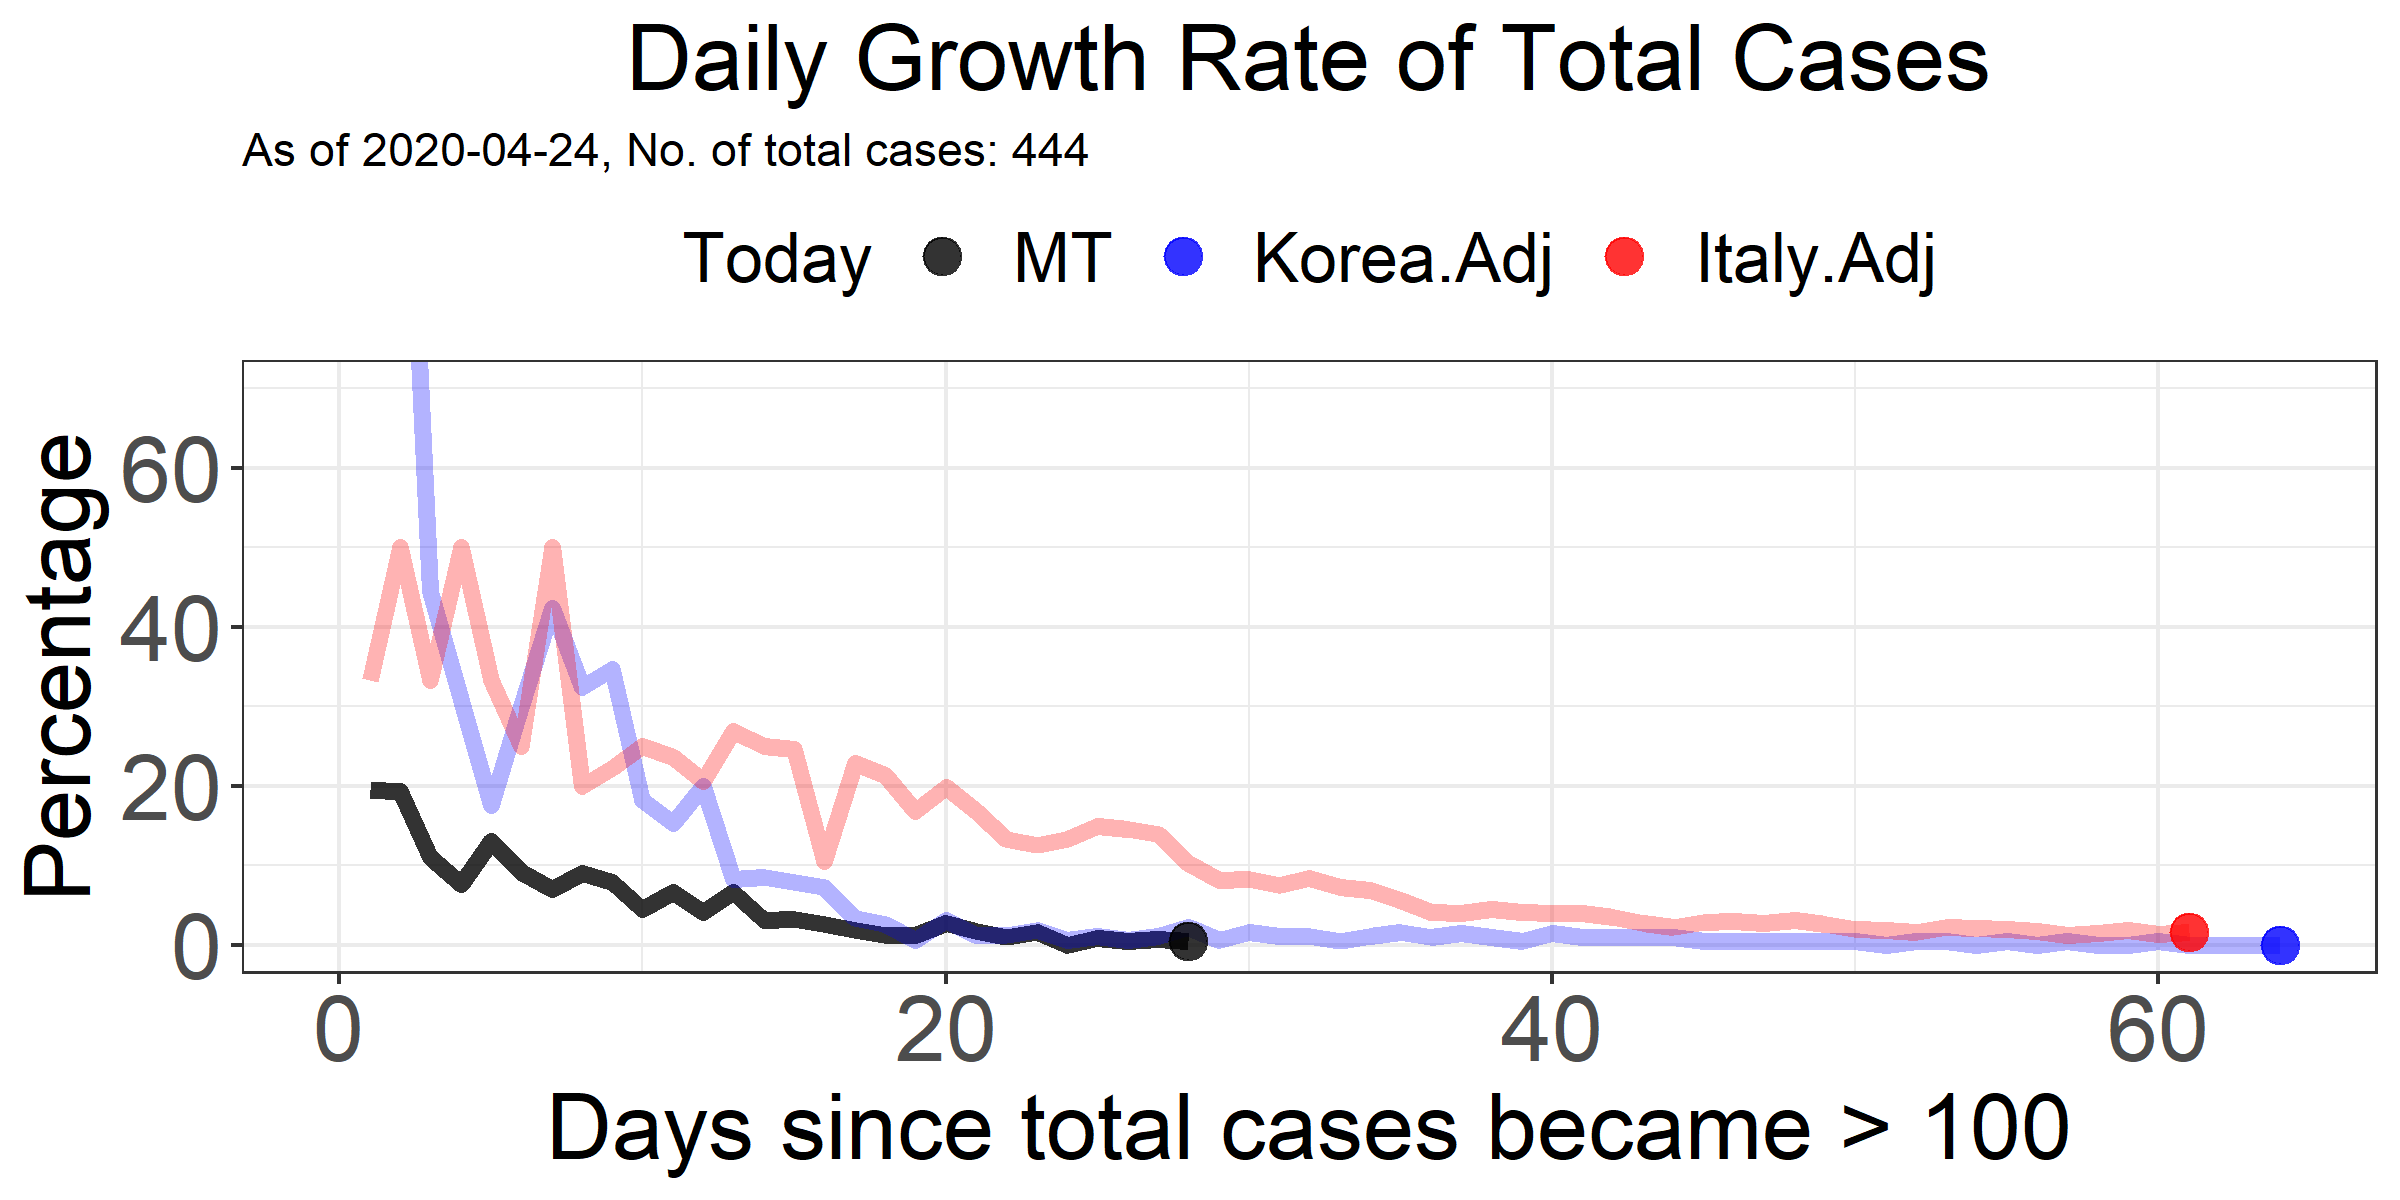 Daily Growth Rate of Total Cases
As of 2020-04-24, No. of total cases: 444
Today MT Korea.Adj Italy.Adj
Percentage
60
40
20
0
0 20 40 60
Days since total cases became > 100